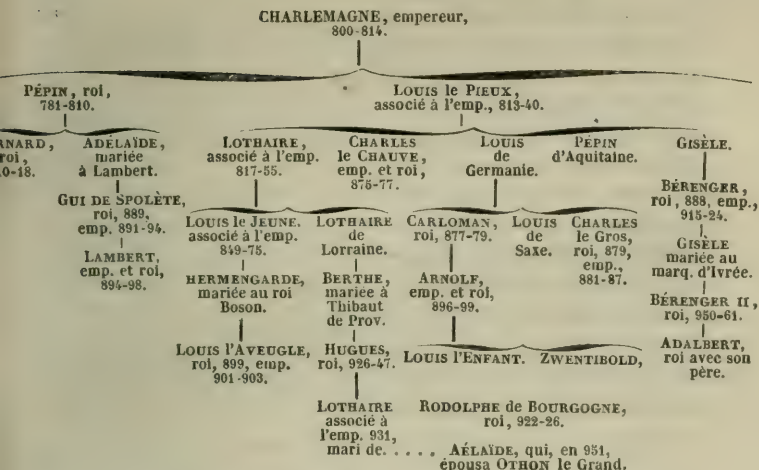 CHARLEMAGNE, empereur,
800-814.
PÉPIN, roi,
781-810.
LOUIS le PIEUX,
associé à l'emp., 813-40.
RNARD,
roi,
0-18.
ADÉLAÏDE,
mariée
à Lambert.
LOTHAIRE,
associé à l'emp.
817-55.
CHARLES
le CHAUVE,
emp. et roi,
875-77.
LOUIS
de
Germanie.
PÉPIN
d'Aquitaine.
GISÈLE.
GUI DE SPOLÈTE,
roi, 889,
emp. 891-94.
LOUIS le JEUNE.
associé à l'emp.
849-75.
LOTHAIRE
de
Lorraine.
CARLOMAN,
roi, 877-79.
LOUIS
de
Saxe.
CHARLES
le Gros,
roi, 879,
emp.,
881-87.
BÉRENGER,
roi, 888, emp.,
915-24.
LAMBERT,
emp. et roi,
894-98.
HERMENGARDE,
mariée au roi
Boson.
BERTHE,
mariée à
Thibaut
de Prov.
ARNOLF,
emp. et roi,
896-99.
GISÈLE
mariée au
marq. d'Ivrée.
BÉRENGER II,
roi, 950-61.
LOUIS l'AVEUGLE,
roi, 899, emp.
901-903.
HUGUES,
roi, 926-47.
LOUIS l'ENFANT.
ZWENTIBOLD,
ADALBERT,
roi avec son
père.
LOTHAIRE
associé à
l'emp. 931,
mari de. . . . .
RODOLPHE de BOURGOGNE,
roi, 922-26.
AÉLAÏDE, qui, en 951,
épousa OTHON le Grand.